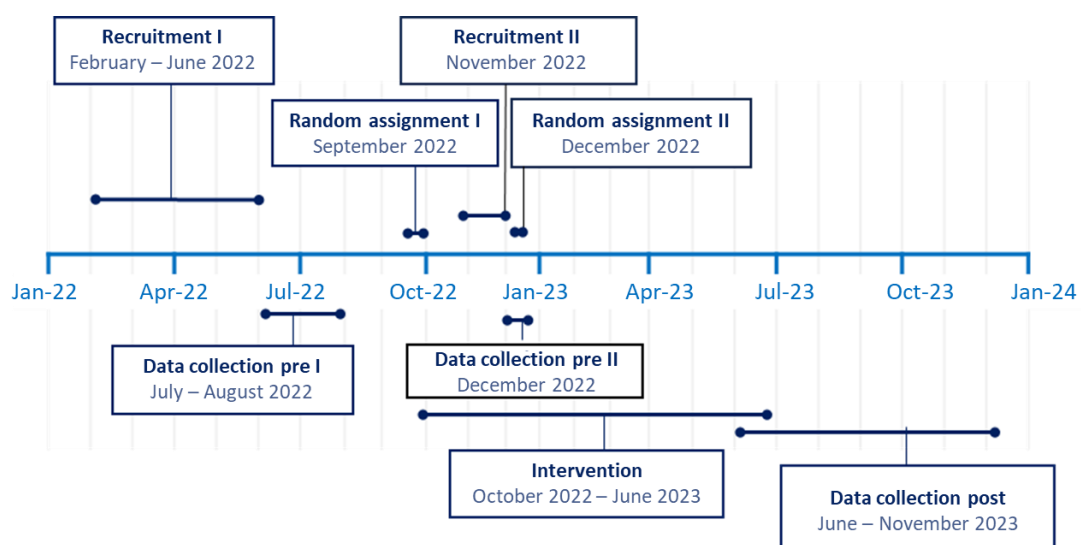 Recruitment I
February – June 2022
Recruitment II
November 2022
Random assignment I
September 2022
Random assignment II
December 2022
Jan-22
Apr-22
Jul-22
Oct-22
Jan-23
Apr-23
Jul-23
Oct-23
Jan-24
Data collection pre I
July – August 2022
Data collection pre II
December 2022
Intervention
October 2022 – June 2023
Data collection post
June – November 2023